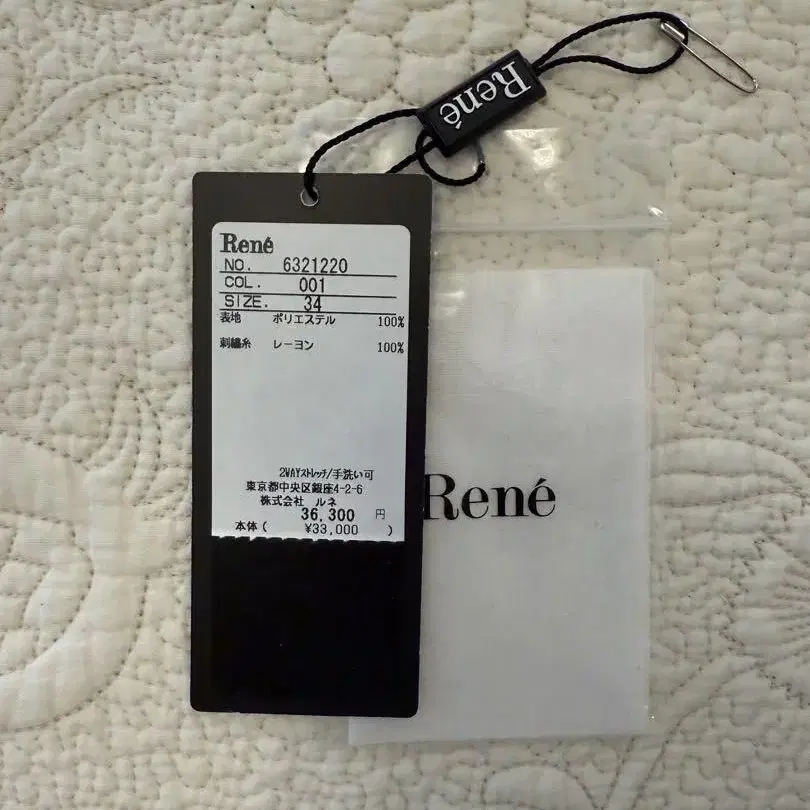 René
René
NO. 6321220
COL. 001
SIZE. 34
表地 ポリエステル 100%
刺繍糸 レーヨン 100%
2WAYストレッチ/手洗い可
東京都中央区銀座4-2-6
株式会社 ルネ
36,300 円
本体( ¥33,000 )
René